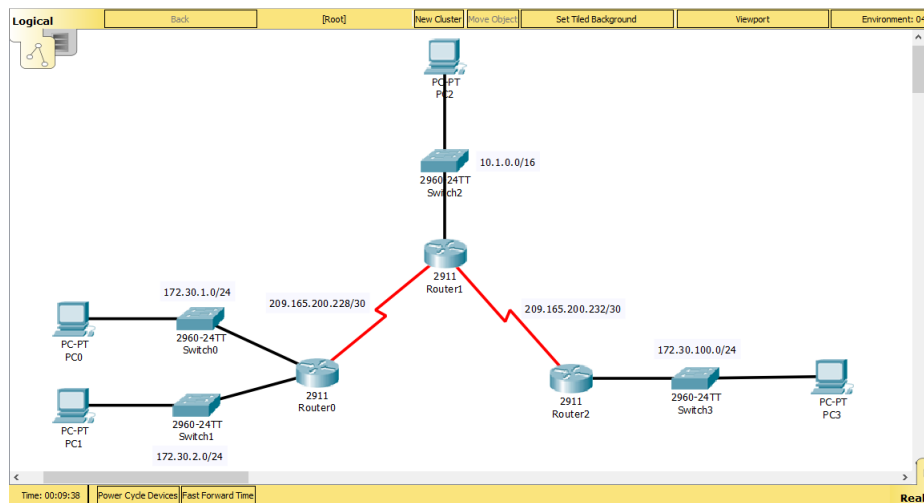 Logical
Back
[Root]
New Cluster
Move Object
Set Tiled Background
Viewport
Environment: 04
PC-PT
PC2
10.1.0.0/16
2960-24TT
Switch2
2911
Router1
209.165.200.228/30
209.165.200.232/30
172.30.1.0/24
PC-PT
PC0
2960-24TT
Switch0
2911
Router0
PC-PT
PC1
2960-24TT
Switch1
172.30.2.0/24
172.30.100.0/24
2911
Router2
2960-24TT
Switch3
PC-PT
PC3
Time: 00:09:38
Power Cycle Devices
Fast Forward Time
Real